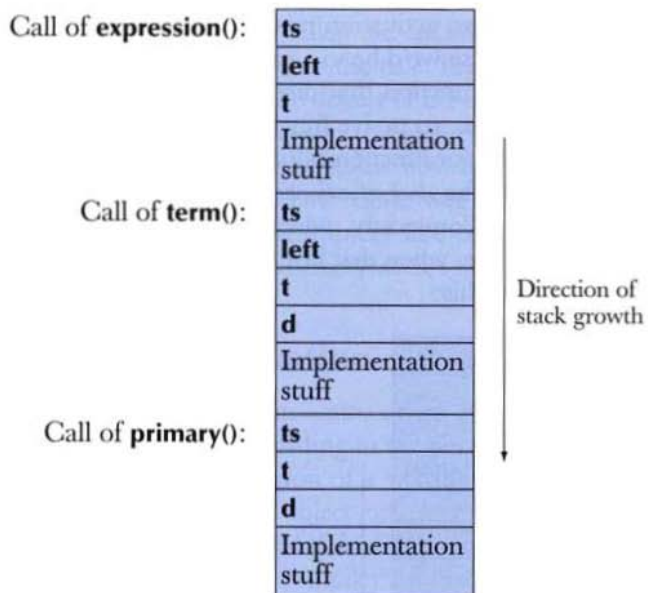 Call of expression():
ts
left
t
Implementation
stuff
Call of term():
ts
left
t
d
Implementation
stuff
Call of primary():
ts
t
d
Implementation
stuff
Direction of
stack growth